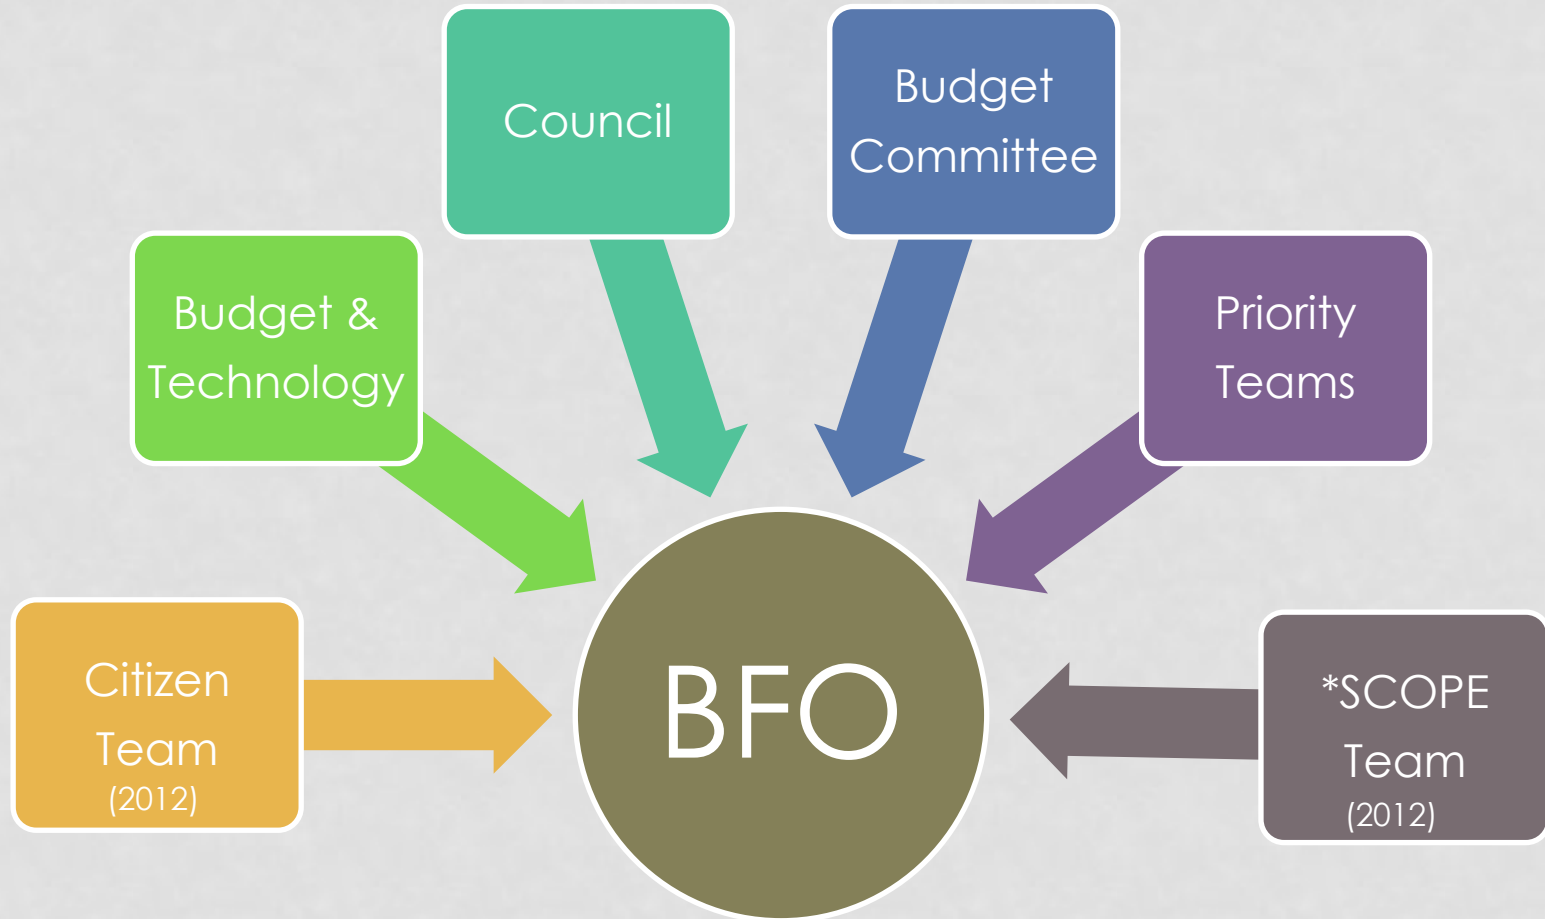 Council
Budget
Committee
Budget &
Technology
Priority
Teams
Citizen
Team
(2012)
BFO
*SCOPE
Team
(2012)